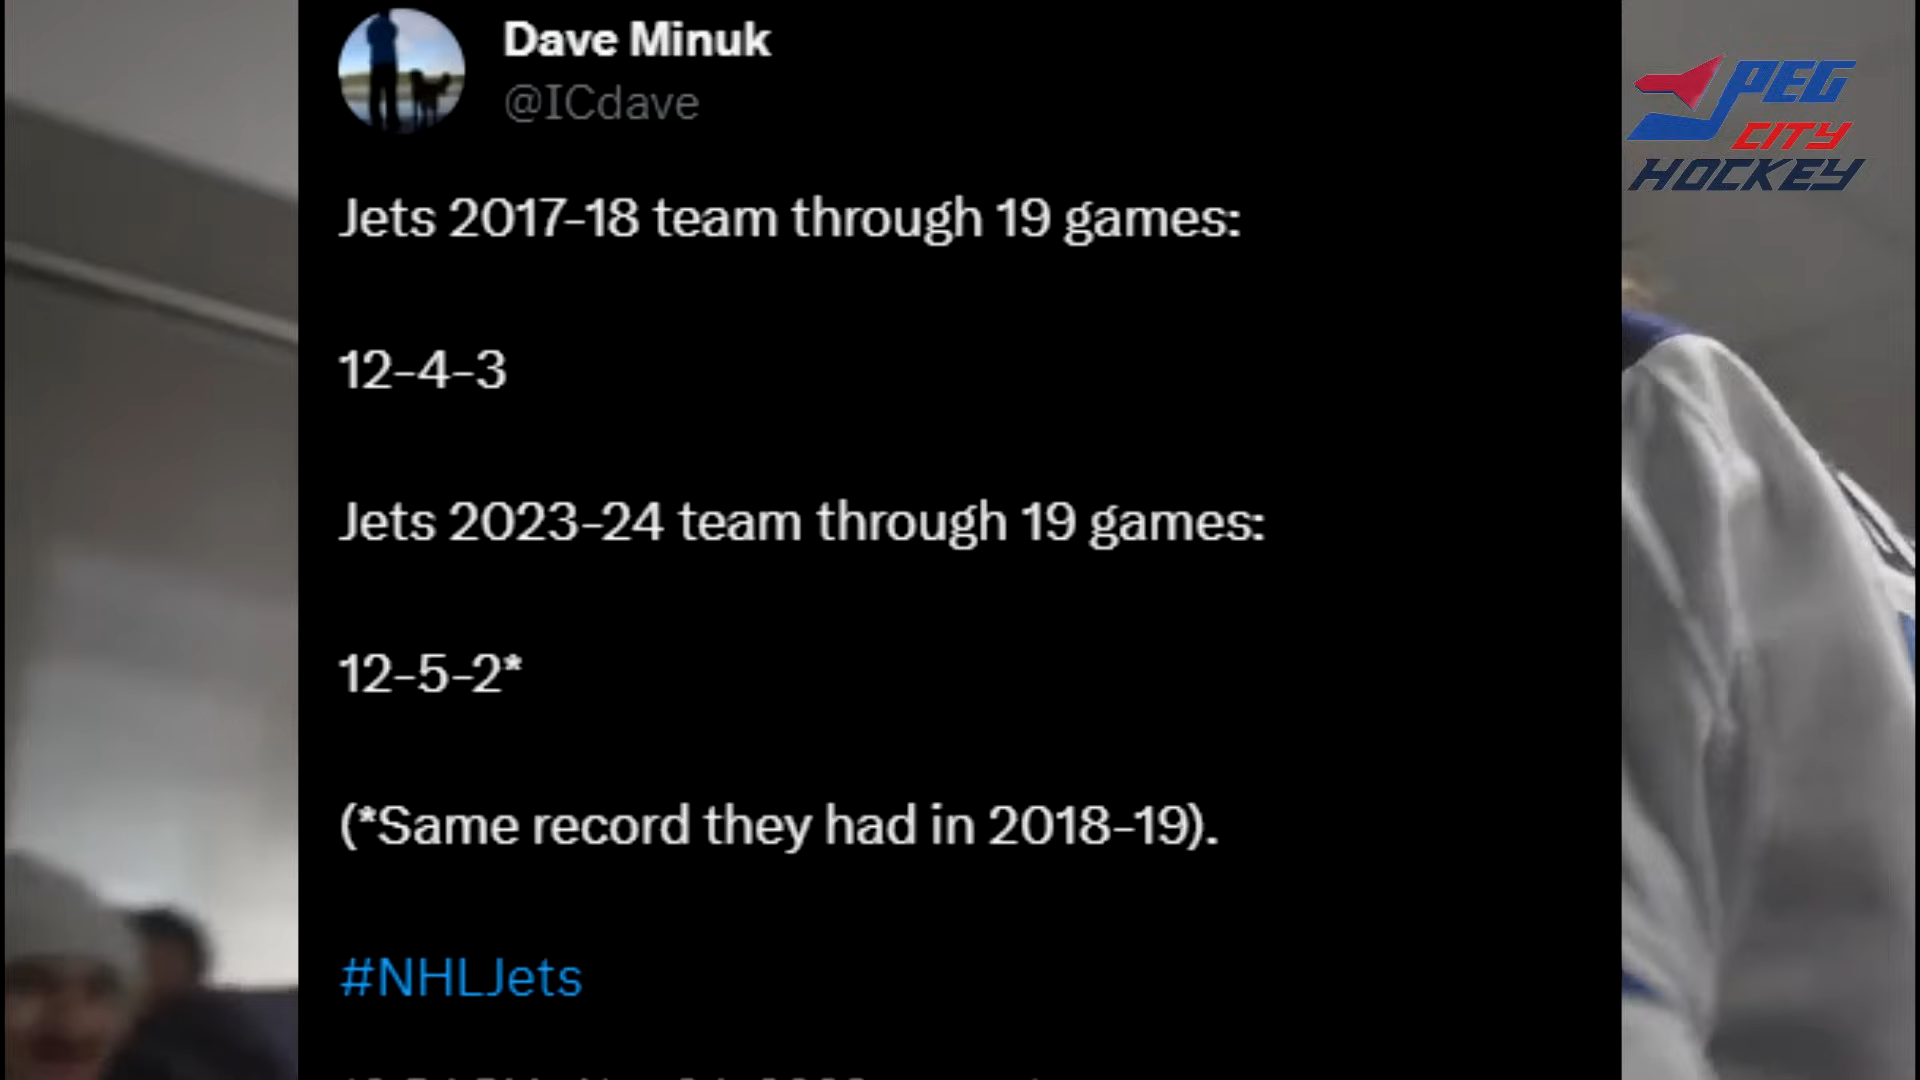 Dave Minuk
@ICdave
PEG
CITY
HOCKEY
Jets 2017-18 team through 19 games:
12-4-3
Jets 2023-24 team through 19 games:
12-5-2*
(*Same record they had in 2018-19).
#NHLJets